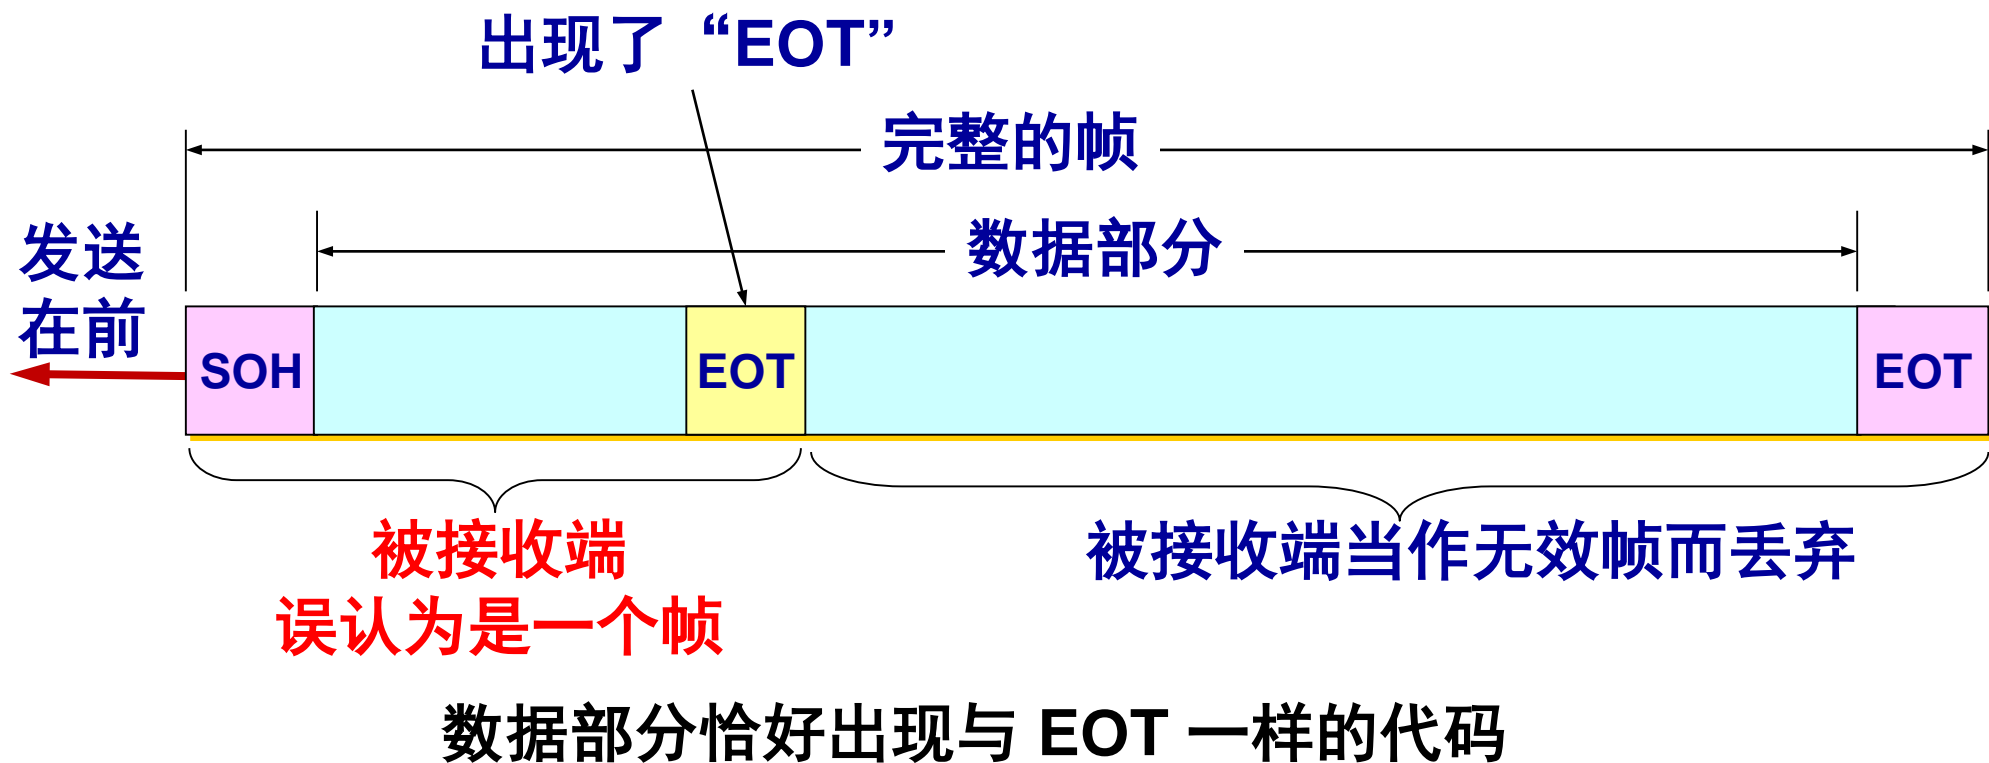 出现了“EOT”
完整的帧
数据部分
发送
在前
SOH
EOT
EOT
被接收端
误认为是一个帧
被接收端当作无效帧而丢弃
数据部分恰好出现与 EOT 一样的代码